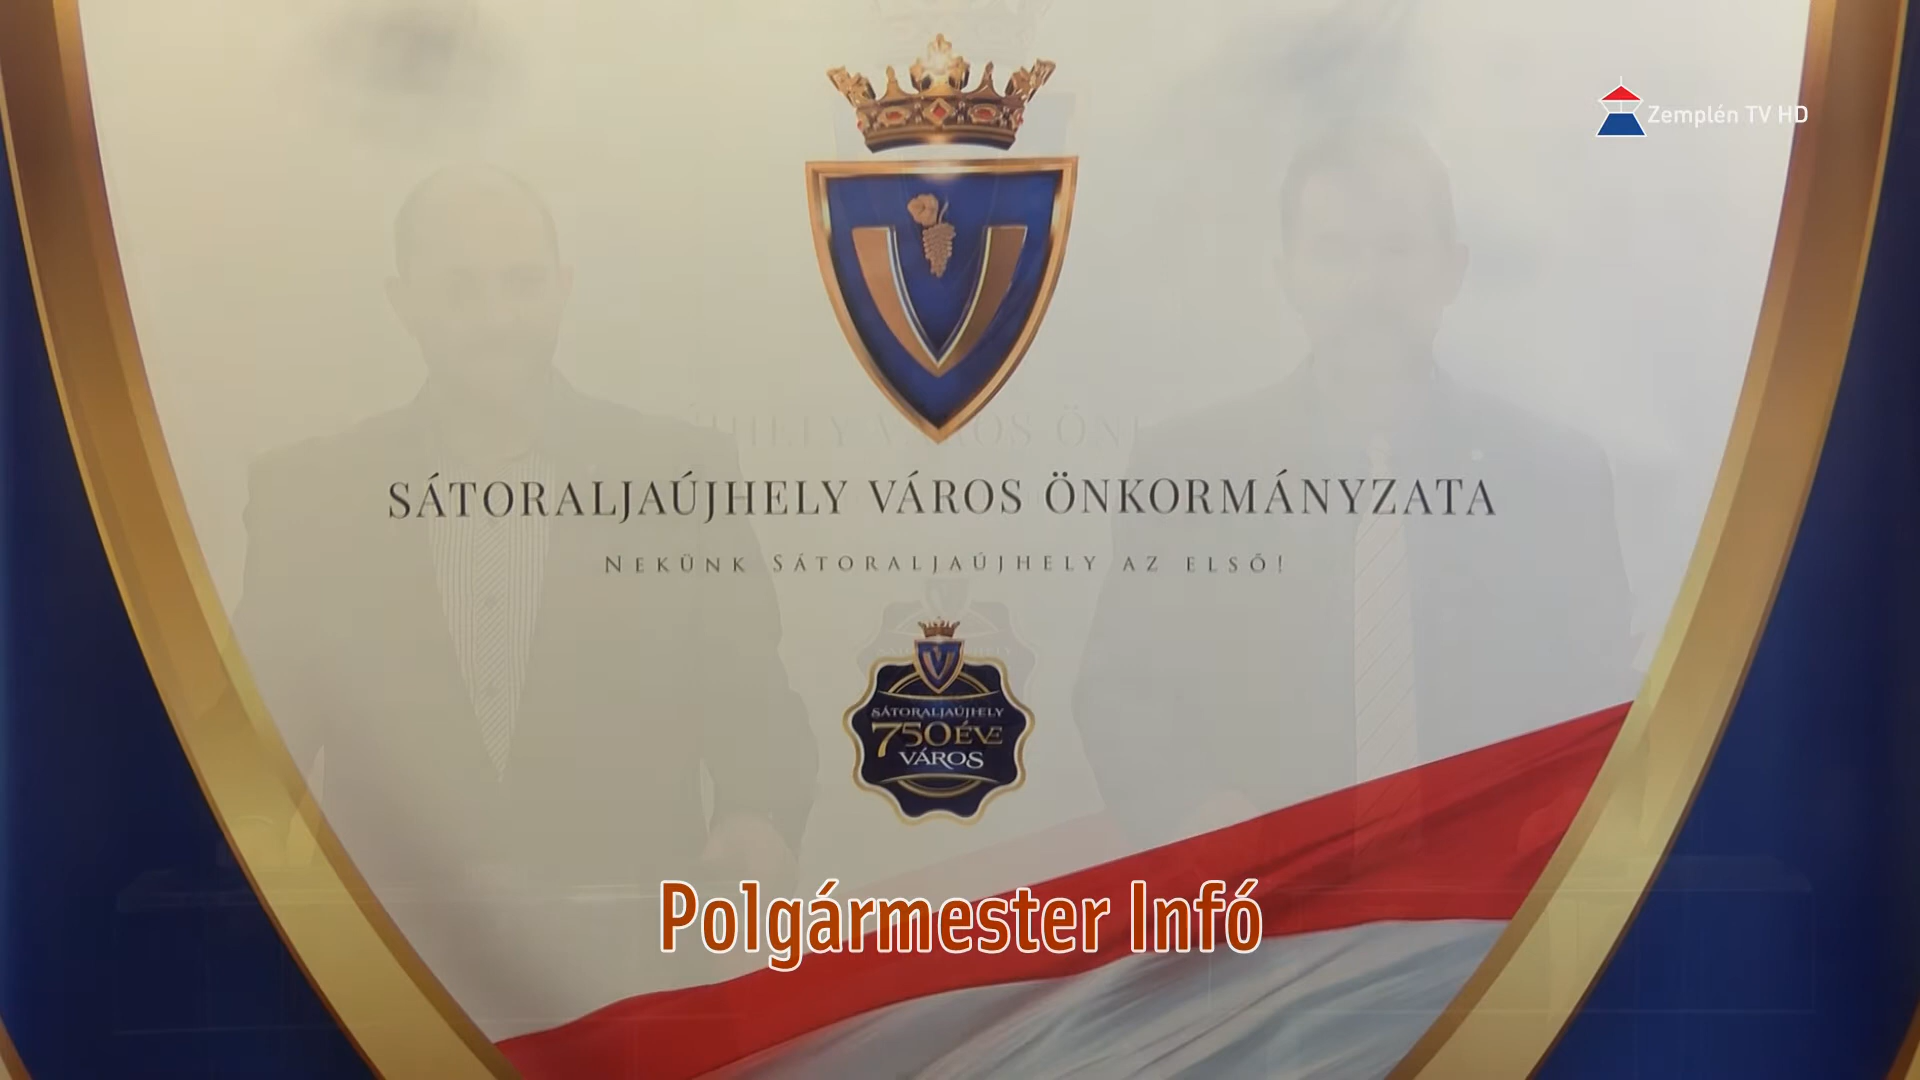 Zemplén TV HD
SÁTORALJAÚJHELY VÁROS ÖNKORMÁNYZATA
NEKÜNK SÁTORALJAÚJHELY AZ ELSŐ!
SÁTORALJAÚJHELY
750 ÉVE
VÁROS
Polgármester Infó